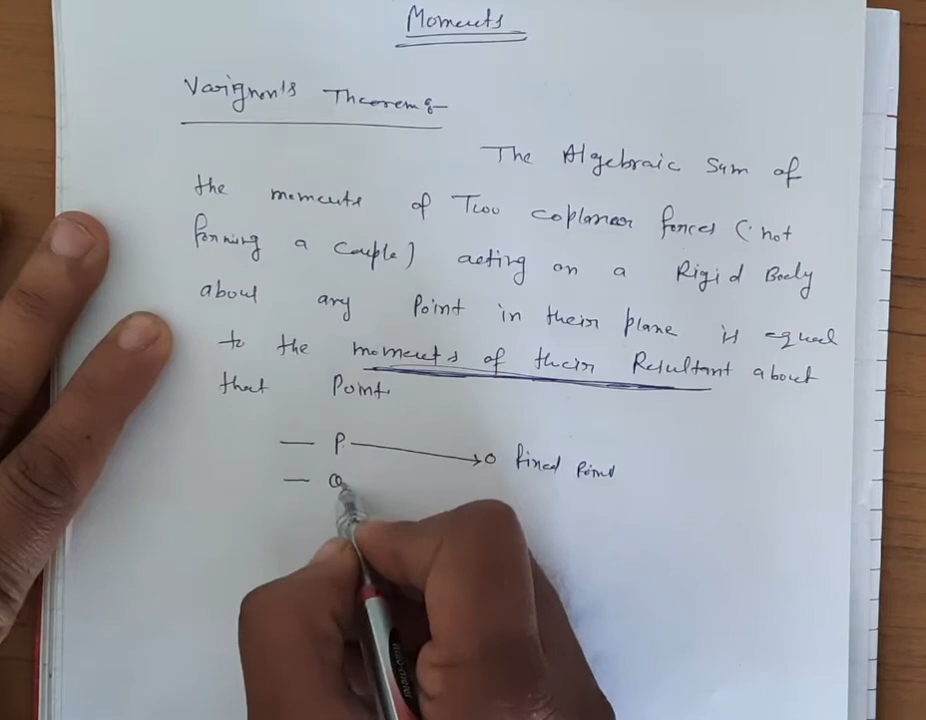 Moments
Varignon's Theorem :-
The Algebraic Sum of
the moments of Two coplanar forces (not
forming a couple) acting on a Rigid Body
about any Point in their plane is equal
to the moments of their Resultant about
that Point.
— P. → O fixed Point
— Q